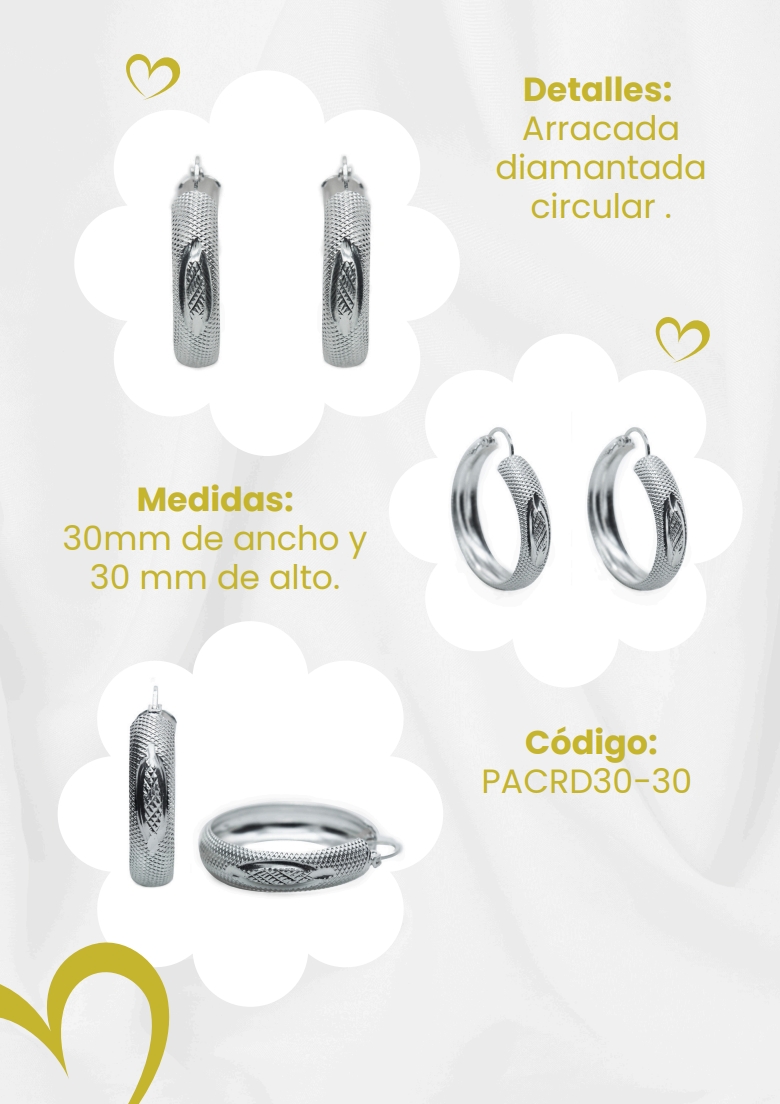 Detalles:
Arracada
diamantada
circular .
Medidas:
30mm de ancho y
30 mm de alto.
Código:
PACRD30-30